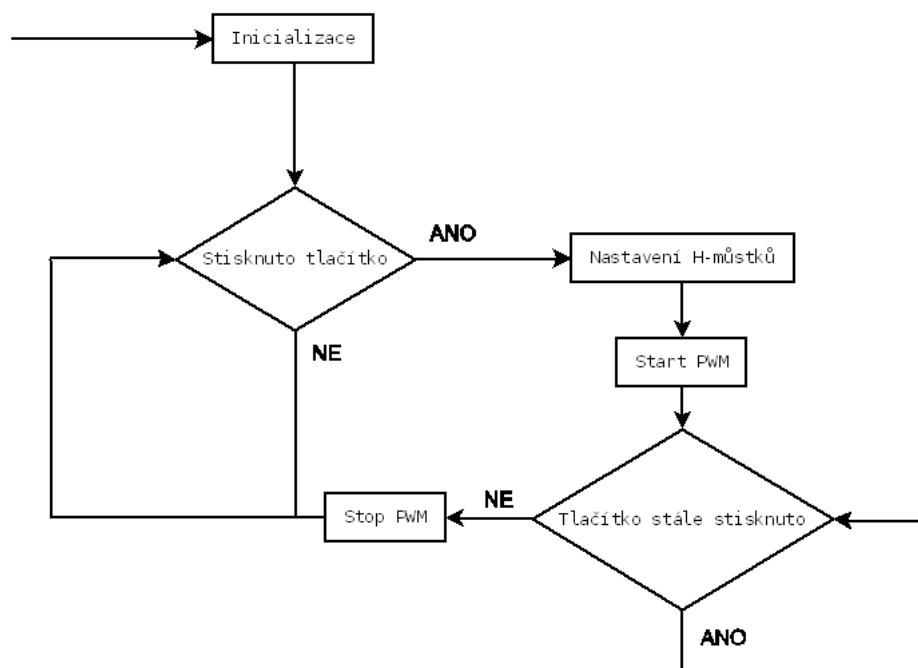 Inicializace
Stisknuto tlačítko
ANO
Nastavení H-můstků
NE
Start PWM
Tlačítko stále stisknuto
NE
Stop PWM
ANO